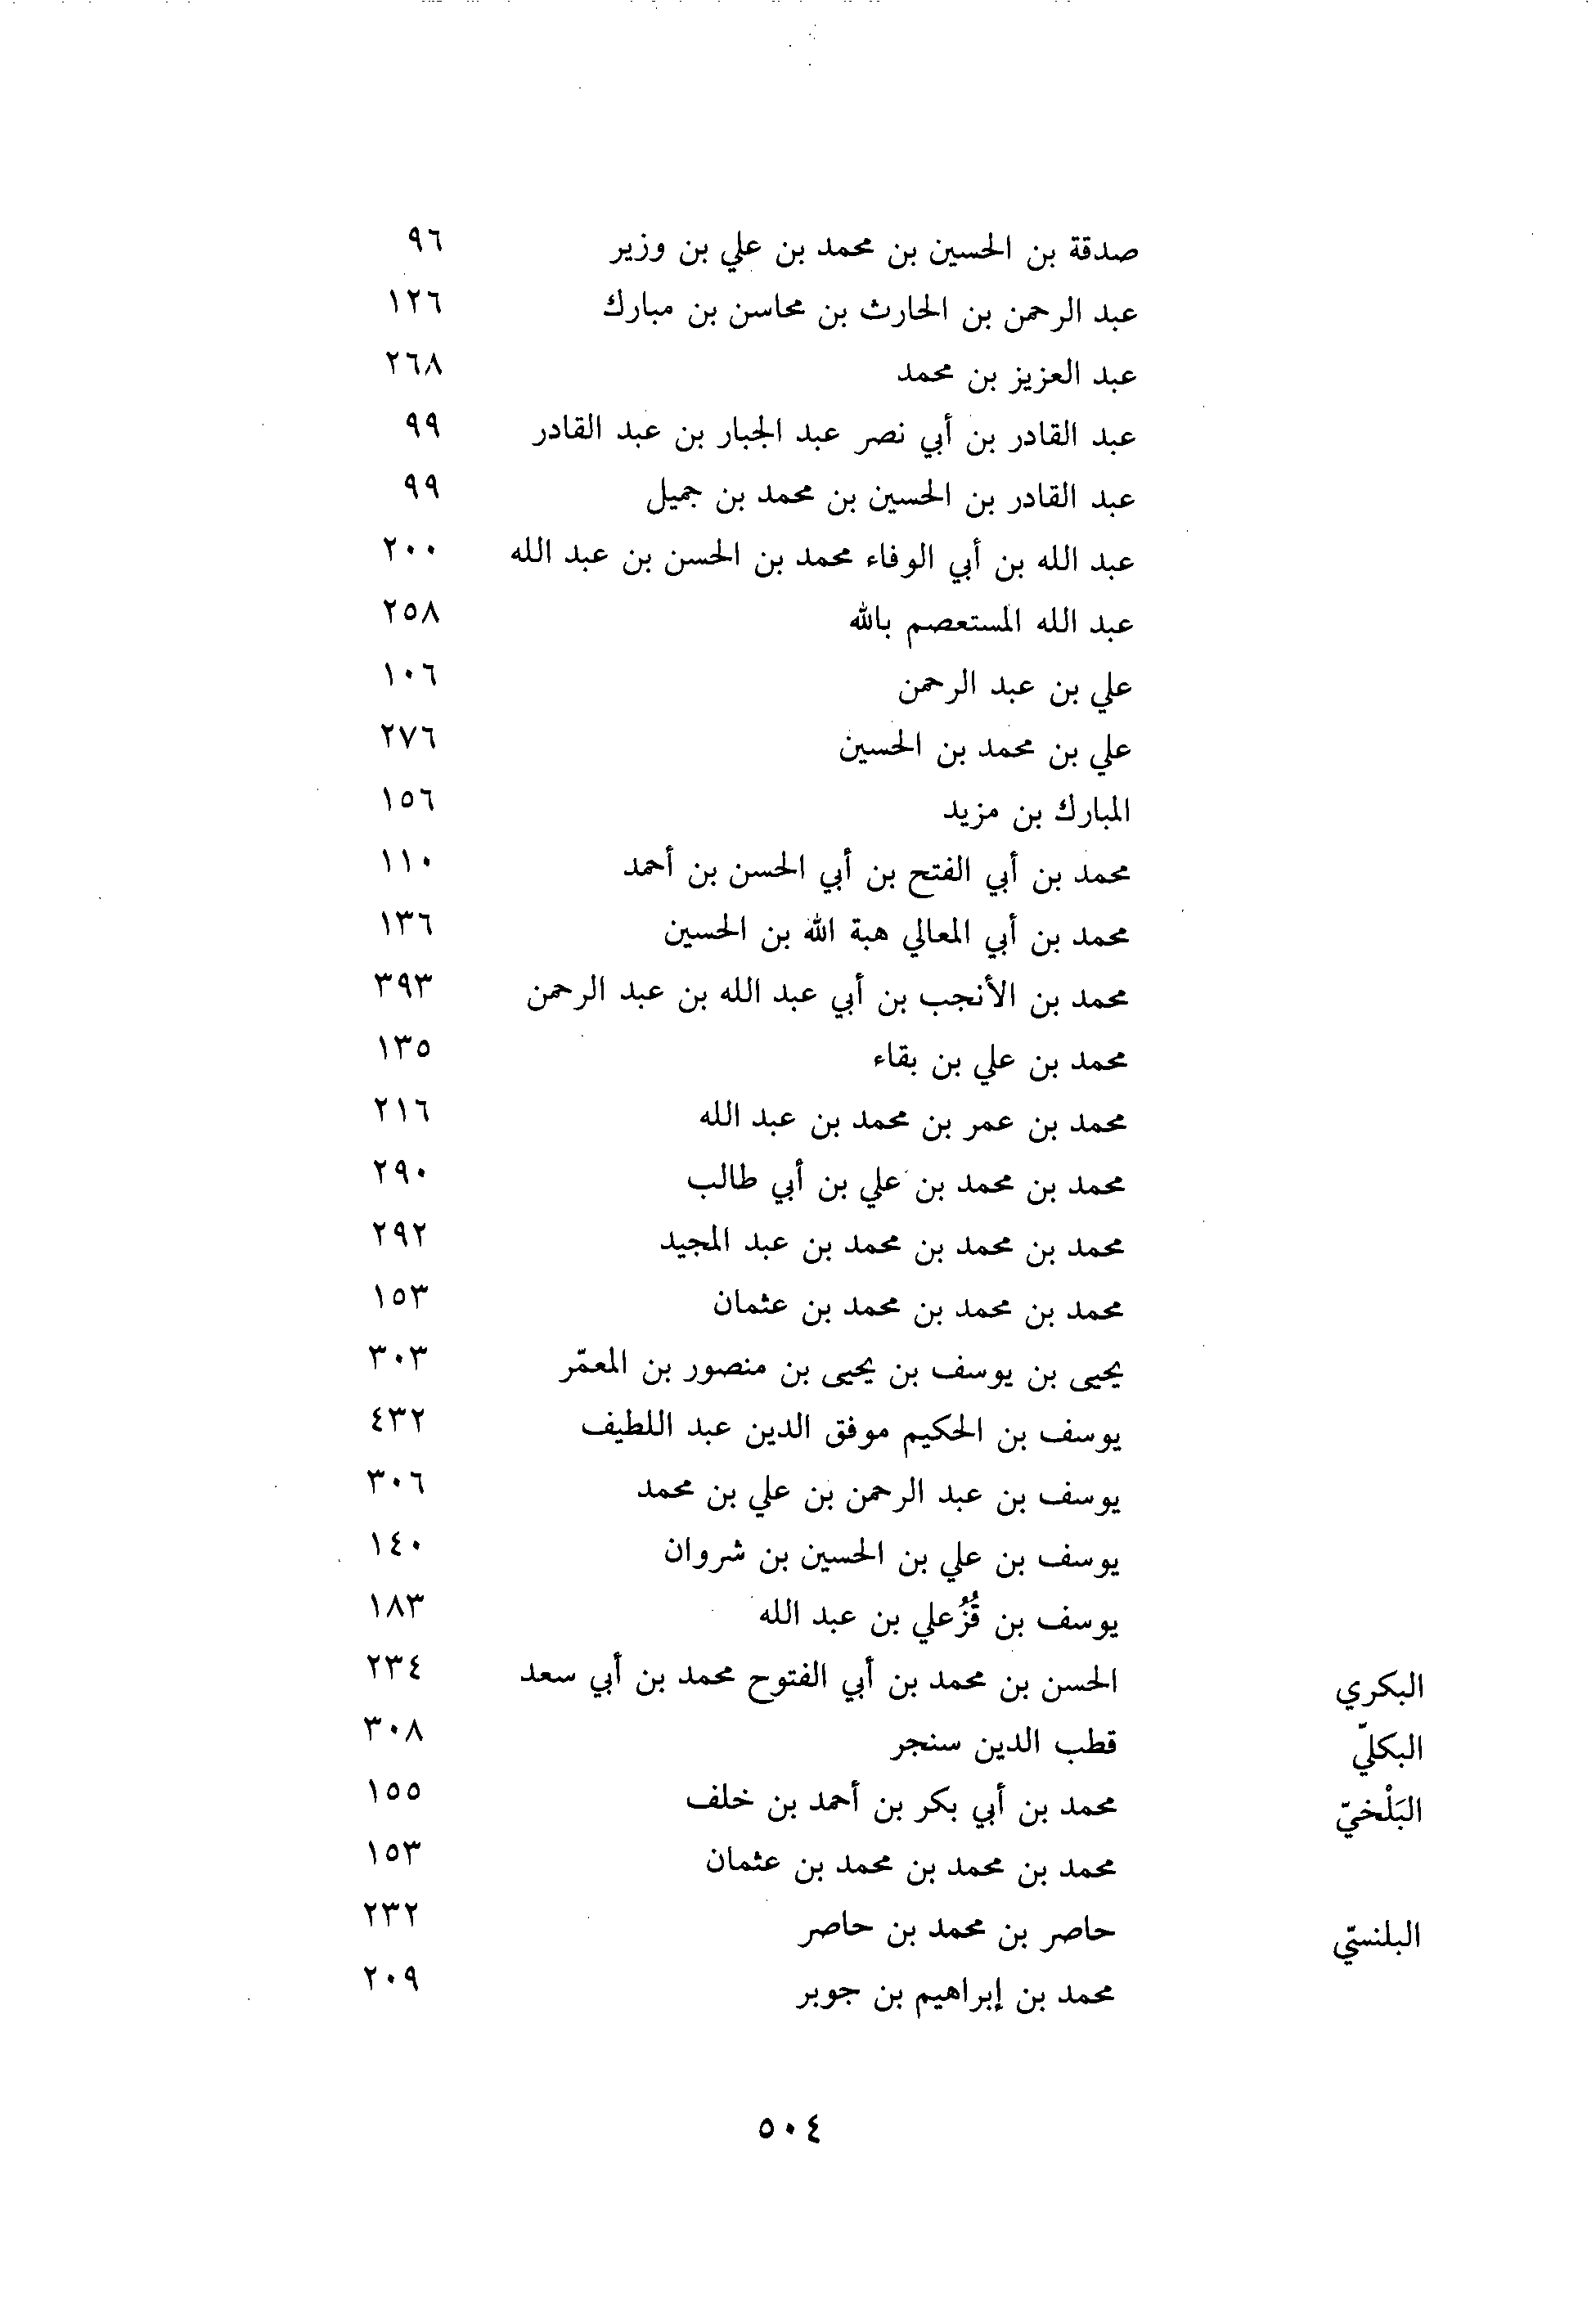 صدقة بن الحسين بن محمد بن علي بن وزير ٩٦
عبد الرحمن بن الحارث بن محاسن بن مبارك ١٢٦
عبد العزيز بن محمد ٢٦٨
عبد القادر بن أبي نصر عبد الجبار بن عبد القادر ٩٩
عبد القادر بن الحسين بن محمد بن جميل ٩٩
عبد الله بن أبي الوفاء محمد بن الحسن بن عبد الله ٢٠٠
عبد الله المستعصم بالله ٢٥٨
علي بن عبد الرحمن ١٠٦
علي بن محمد بن الحسين ٢٧٦
المبارك بن مزيد ١٥٦
محمد بن أبي الفتح بن أبي الحسن بن أحمد ١١٠
محمد بن أبي المعالي هبة الله بن الحسين ١٣٦
محمد بن الأنجب بن أبي عبد الله بن عبد الرحمن ٣٩٣
محمد بن علي بن بقاء ١٣٥
محمد بن عمر بن محمد بن عبد الله ٢١٦
محمد بن محمد بن علي بن أبي طالب ٢٩٠
محمد بن محمد بن محمد بن عبد المجيد ٢٩٢
محمد بن محمد بن محمد بن عثمان ١٥٣
يحيى بن يوسف بن يحيى بن منصور بن المعمّر ٣٠٣
يوسف بن الحكيم موفق الدين عبد اللطيف ٤٣٢
يوسف بن عبد الرحمن بن علي بن محمد ٣٠٦
يوسف بن علي بن الحسين بن شروان ١٤٠
يوسف بن قُزُعلي بن عبد الله ١٨٣
البكري الحسن بن محمد بن أبي الفتوح محمد بن أبي سعد ٢٣٤
البكليّ قطب الدين سنجر ٣٠٨
البَلْخيّ محمد بن أبي بكر بن أحمد بن خلف ١٥٥
محمد بن محمد بن محمد بن عثمان ١٥٣
البلنسيّ حاصر بن محمد بن حاصر ٢٣٢
محمد بن إبراهيم بن جوبر ٢٠٩
٥٠٤